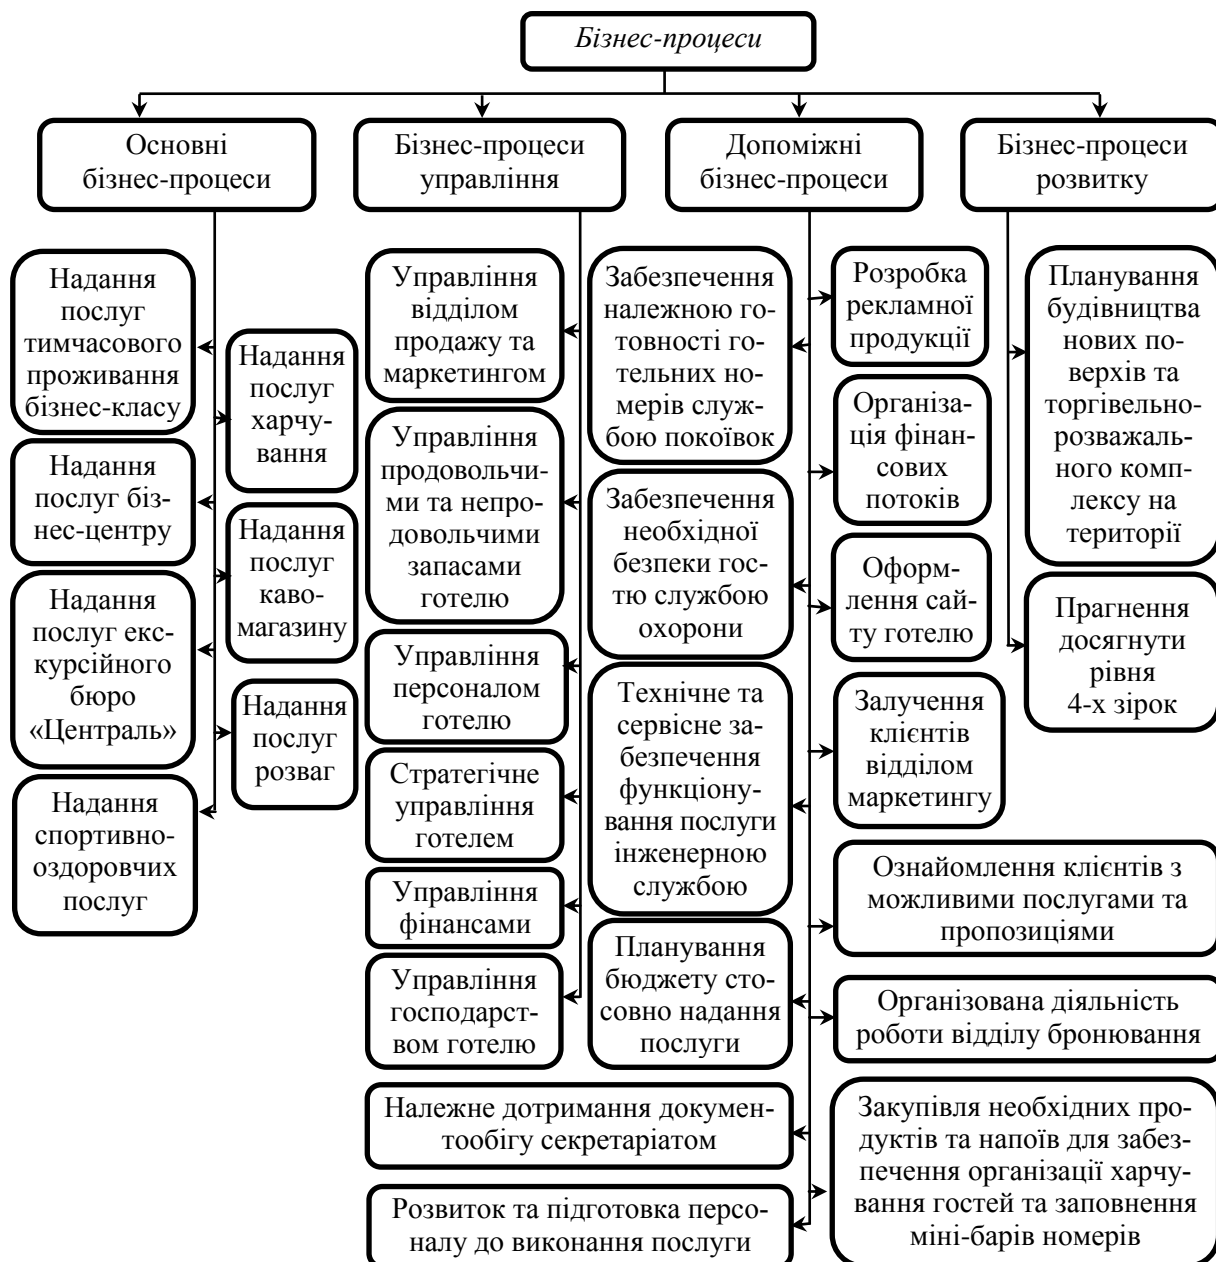 Бізнес-процеси
Основні
бізнес-процеси
Бізнес-процеси
управління
Допоміжні
бізнес-процеси
Бізнес-процеси
розвитку
Надання
послуг
тимчасового
проживання
бізнес-класу
Надання
послуг
харчу-
вання
Надання
послуг біз-
нес-центру
Надання
послуг
каво-
магазину
Надання
послуг екс-
курсійного
бюро
«Централь»
Надання
послуг
розваг
Надання
спортивно-
оздоровчих
послуг
Управління
відділом
продажу та
маркетингом
Управління
продовольчи-
ми та непро-
довольчими
запасами
готелю
Управління
персоналом
готелю
Стратегічне
управління
готелем
Управління
фінансами
Управління
господарст-
вом готелю
Забезпечення
належною го-
товності го-
тельних но-
мерів служ-
бою покоївок
Забезпечення
необхідної
безпеки гос-
тю службою
охорони
Технічне та
сервісне за-
безпечення
функціону-
вання послуги
інженерною
службою
Планування
бюджету сто-
совно надання
послуги
Належне дотримання докумен-
тообігу секретаріатом
Розвиток та підготовка персо-
налу до виконання послуги
Розробка
рекламної
продукції
Організа-
ція фінан-
сових
потоків
Оформ-
лення сай-
ту готелю
Залучення
клієнтів
відділом
маркетингу
Ознайомлення клієнтів з
можливими послугами та
пропозиціями
Організована діяльність
роботи відділу бронювання
Закупівля необхідних про-
дуктів та напоїв для забез-
печення організації харчу-
вання гостей та заповнення
міні-барів номерів
Планування
будівництва
нових по-
верхів та
торгівельно-
розважаль-
ного комп-
лексу на
території
Прагнення
досягнути
рівня
4-х зірок